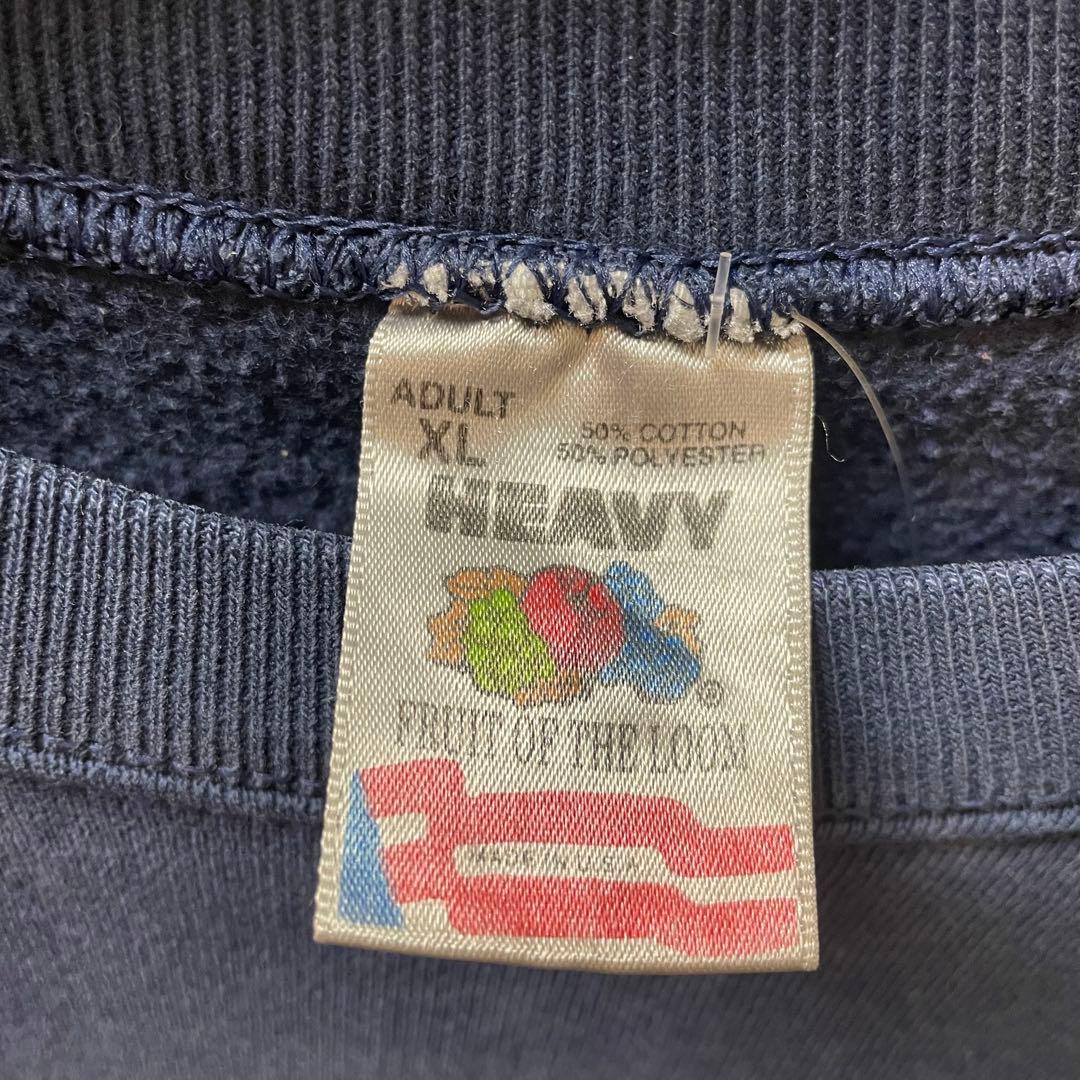 ADULT
XL
50% COTTON
50% POLYESTER
HEAVY
®
FRUIT OF THE LOOM
MADE IN U.S.A.